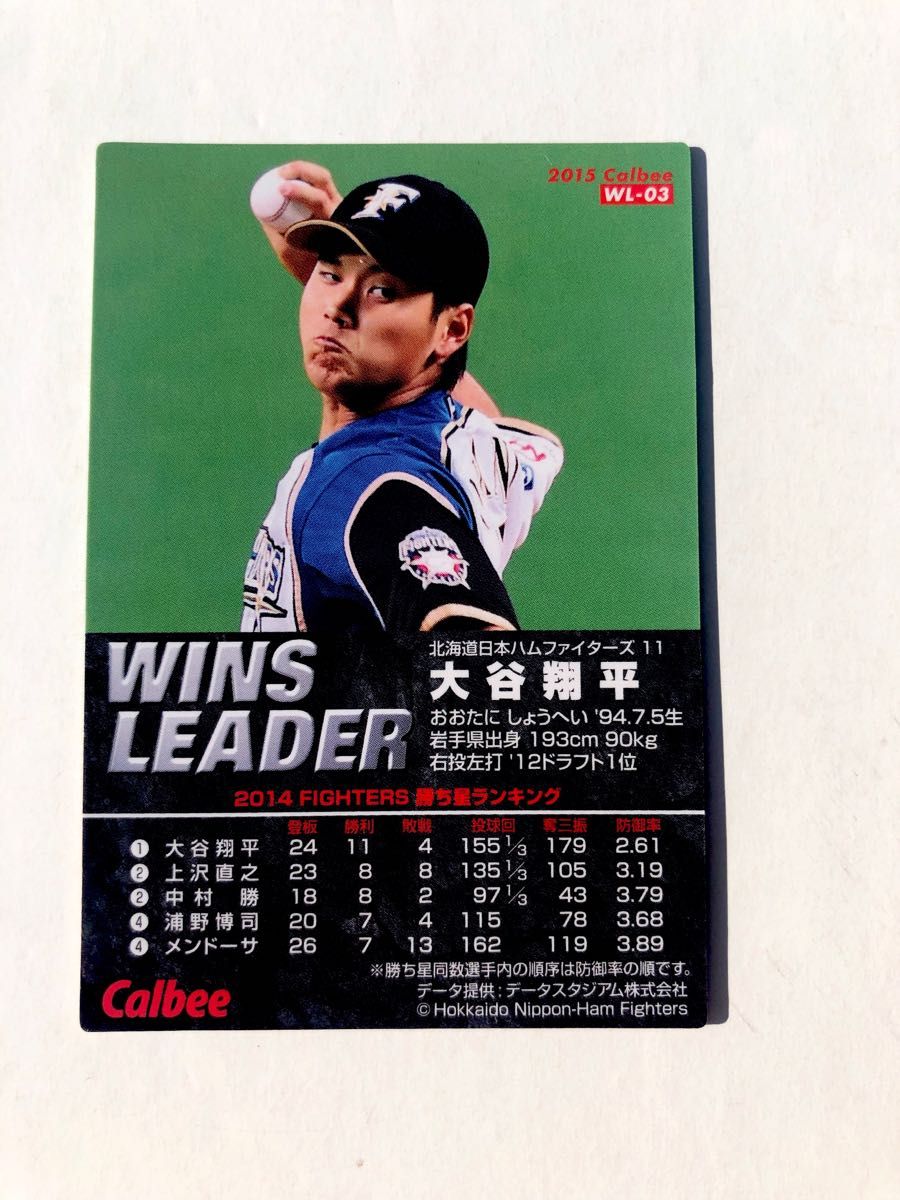 2015 Calbee
WL-03
F
FIGHTERS
WINS
LEADER
北海道日本ハムファイターズ 11
大谷翔平
おおたに しょうへい '94.7.5生
岩手県出身 193cm 90kg
右投左打 '12ドラフト1位
2014 FIGHTERS 勝ち星ランキング
登板 勝利 敗戦 投球回 奪三振 防御率
❶ 大谷翔平 24 11 4 155 1/3 179 2.61
❷ 上沢直之 23 8 8 135 1/3 105 3.19
❷ 中村 勝 18 8 2 97 1/3 43 3.79
❹ 浦野博司 20 7 4 115 78 3.68
❹ メンドーサ 26 7 13 162 119 3.89
※勝ち星同数選手内の順序は防御率の順です。
Calbee
データ提供:データスタジアム株式会社
© Hokkaido Nippon-Ham Fighters